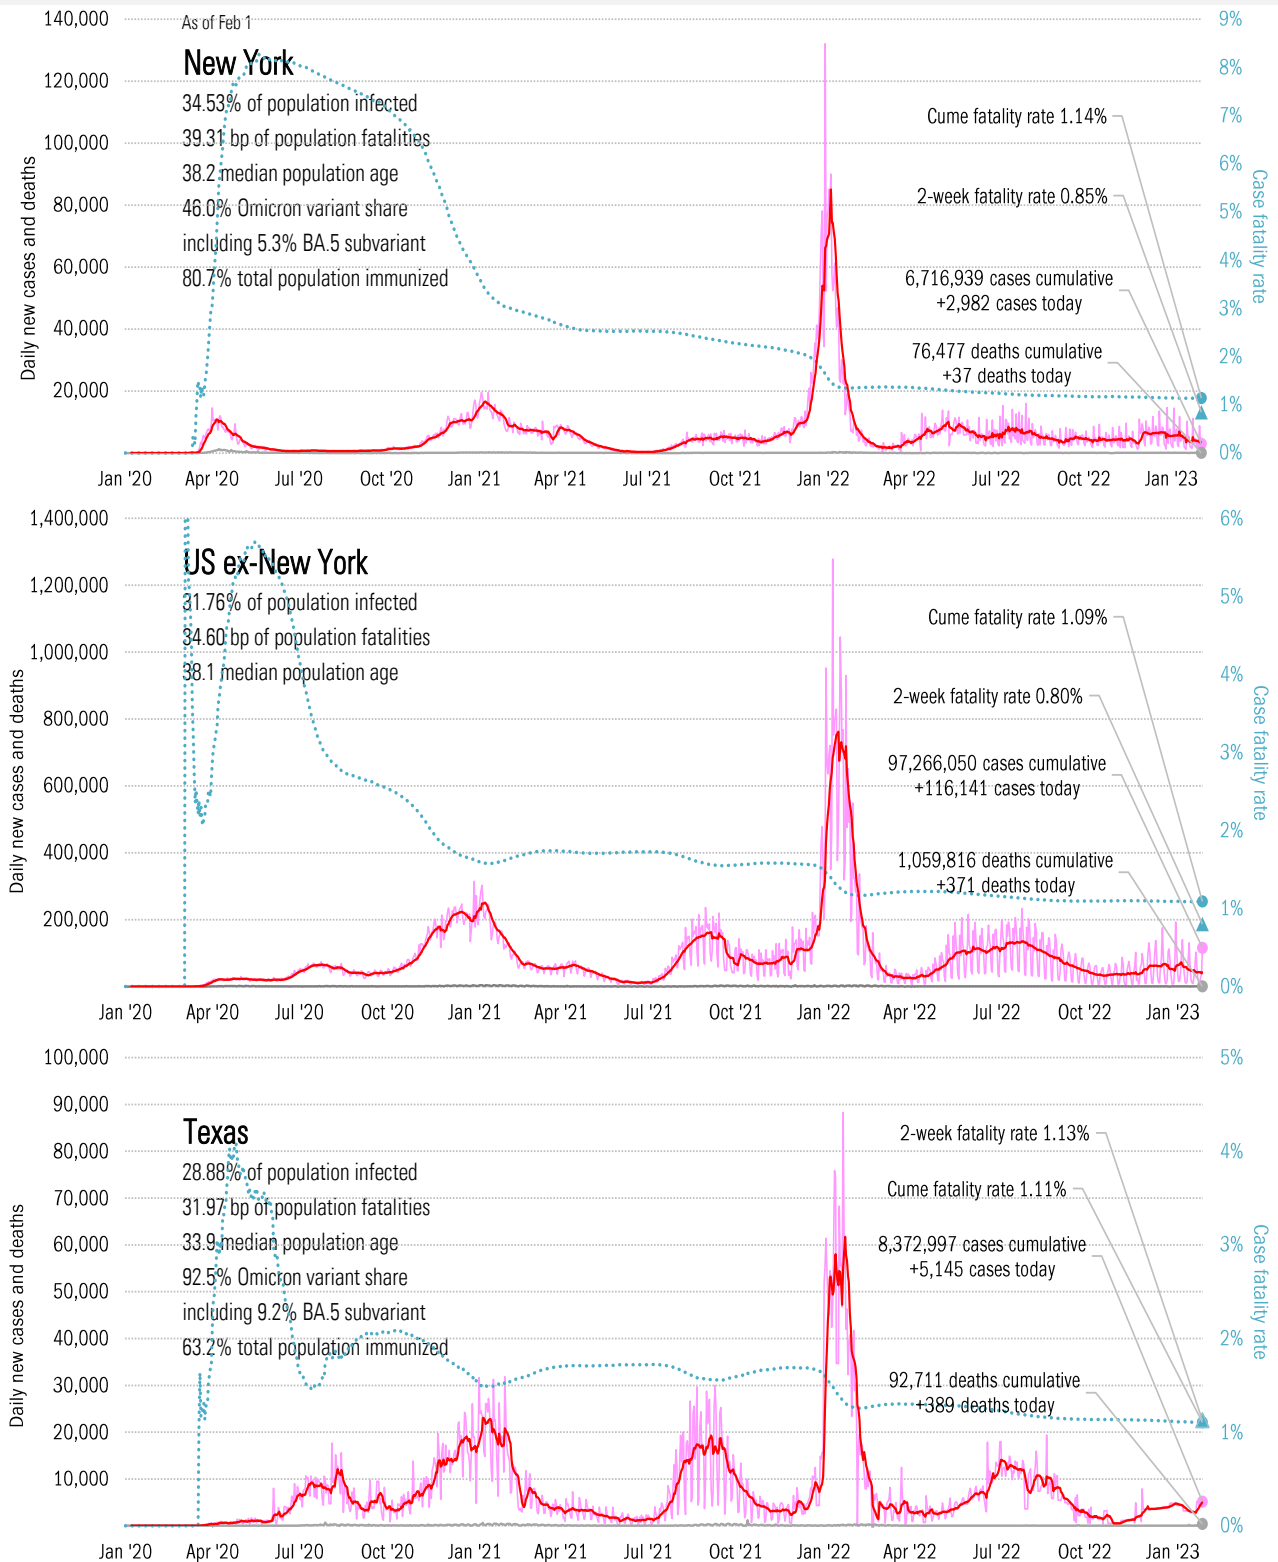 As of Feb 1
New York
34.53% of population infected
39.31 bp of population fatalities
38.2 median population age
46.0% Omicron variant share
including 5.3% BA.5 subvariant
80.7% total population immunized
Daily new cases and deaths
140,000
120,000
100,000
80,000
60,000
40,000
20,000
Cume fatality rate 1.14%
2-week fatality rate 0.85%
6,716,939 cases cumulative
+2,982 cases today
76,477 deaths cumulative
+37 deaths today
9%
8%
7%
6%
5%
4%
3%
2%
1%
0%
Case fatality rate
Jan '20 Apr '20 Jul '20 Oct '20 Jan '21 Apr '21 Jul '21 Oct '21 Jan '22 Apr '22 Jul '22 Oct '22 Jan '23
US ex-New York
31.76% of population infected
34.60 bp of population fatalities
38.1 median population age
Daily new cases and deaths
1,400,000
1,200,000
1,000,000
800,000
600,000
400,000
200,000
Cume fatality rate 1.09%
2-week fatality rate 0.80%
97,266,050 cases cumulative
+116,141 cases today
1,059,816 deaths cumulative
+371 deaths today
6%
5%
4%
3%
2%
1%
0%
Case fatality rate
Jan '20 Apr '20 Jul '20 Oct '20 Jan '21 Apr '21 Jul '21 Oct '21 Jan '22 Apr '22 Jul '22 Oct '22 Jan '23
Texas
28.88% of population infected
31.97 bp of population fatalities
33.9 median population age
92.5% Omicron variant share
including 9.2% BA.5 subvariant
63.2% total population immunized
Daily new cases and deaths
100,000
90,000
80,000
70,000
60,000
50,000
40,000
30,000
20,000
10,000
2-week fatality rate 1.13%
Cume fatality rate 1.11%
8,372,997 cases cumulative
+5,145 cases today
92,711 deaths cumulative
+389 deaths today
5%
4%
3%
2%
1%
0%
Case fatality rate
Jan '20 Apr '20 Jul '20 Oct '20 Jan '21 Apr '21 Jul '21 Oct '21 Jan '22 Apr '22 Jul '22 Oct '22 Jan '23